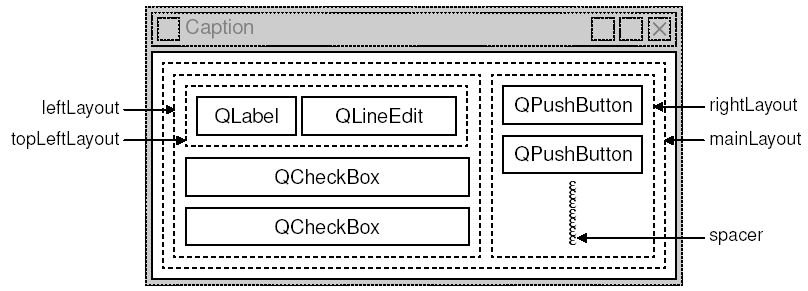 Caption
leftLayout
topLeftLayout
QLabel
QLineEdit
QCheckBox
QCheckBox
QPushButton
QPushButton
rightLayout
mainLayout
spacer